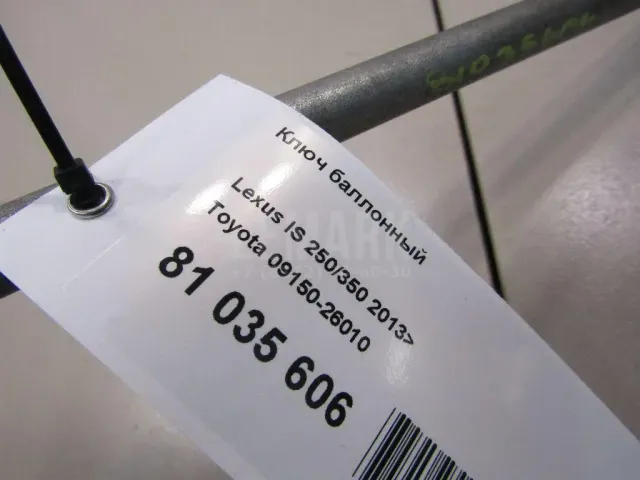 Ключ баллонный
Lexus IS 250/350 2013>
Toyota 09150-26010
81 035 606